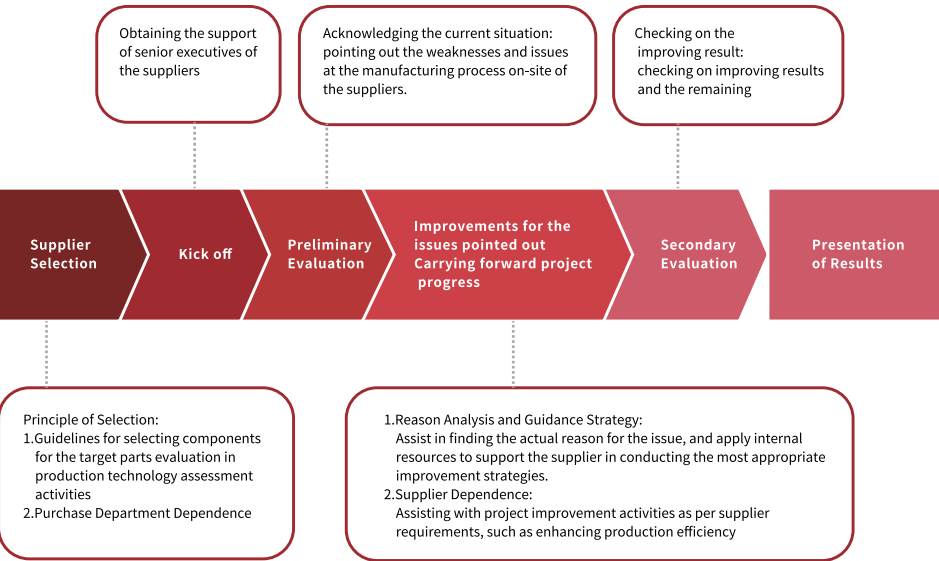 Obtaining the support
of senior executives of
the suppliers
Acknowledging the current situation:
pointing out the weaknesses and issues
at the manufacturing process on-site of
the suppliers.
Checking on the
improving result:
checking on improving results
and the remaining
Supplier
Selection
Kick off
Preliminary
Evaluation
Improvements for the
issues pointed out
Carrying forward project
progress
Secondary
Evaluation
Presentation
of Results
Principle of Selection:
1.Guidelines for selecting components
for the target parts evaluation in
production technology assessment
activities
2.Purchase Department Dependence
1.Reason Analysis and Guidance Strategy:
Assist in finding the actual reason for the issue, and apply internal
resources to support the supplier in conducting the most appropriate
improvement strategies.
2.Supplier Dependence:
Assisting with project improvement activities as per supplier
requirements, such as enhancing production efficiency